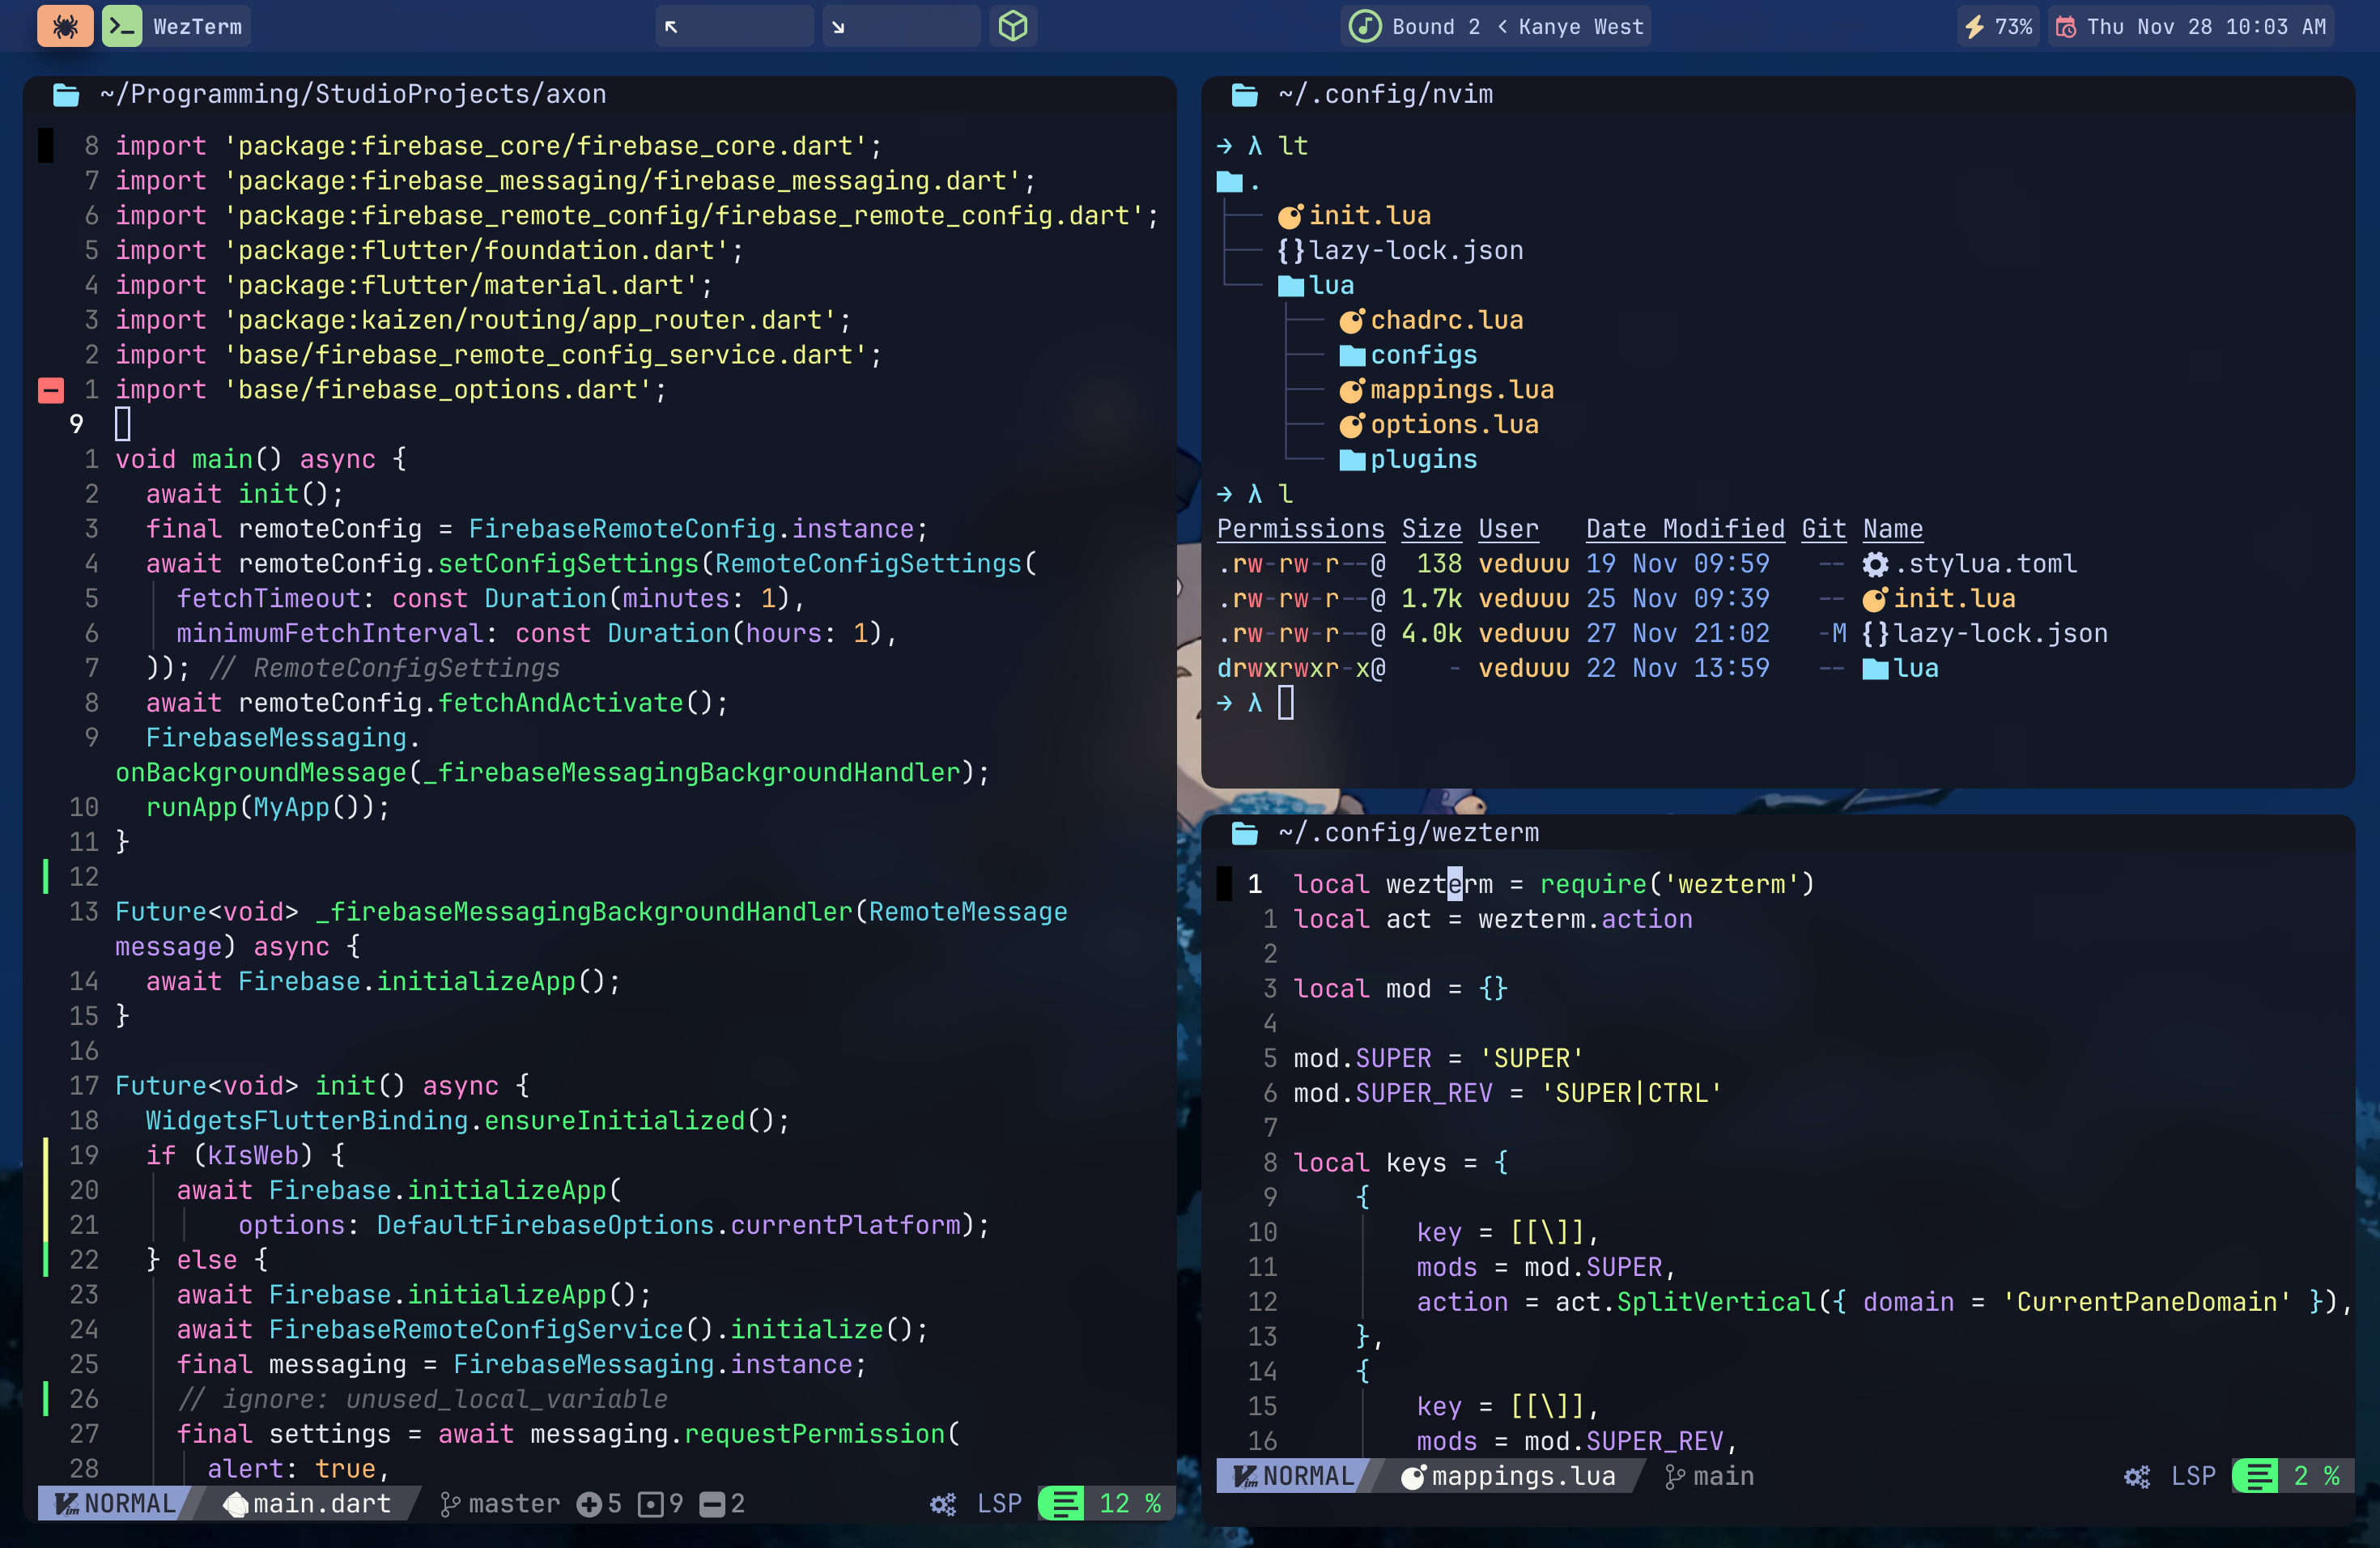 WezTerm
Bound 2 < Kanye West
73%
Thu Nov 28 10:03 AM
~/Programming/StudioProjects/axon
8 import 'package:firebase_core/firebase_core.dart';
7 import 'package:firebase_messaging/firebase_messaging.dart';
6 import 'package:firebase_remote_config/firebase_remote_config.dart';
5 import 'package:flutter/foundation.dart';
4 import 'package:flutter/material.dart';
3 import 'package:kaizen/routing/app_router.dart';
2 import 'base/firebase_remote_config_service.dart';
1 import 'base/firebase_options.dart';
9
1 void main() async {
2   await init();
3   final remoteConfig = FirebaseRemoteConfig.instance;
4   await remoteConfig.setConfigSettings(RemoteConfigSettings(
5     fetchTimeout: const Duration(minutes: 1),
6     minimumFetchInterval: const Duration(hours: 1),
7   )); // RemoteConfigSettings
8   await remoteConfig.fetchAndActivate();
9   FirebaseMessaging.
onBackgroundMessage(_firebaseMessagingBackgroundHandler);
10   runApp(MyApp());
11 }
12
13 Future<void> _firebaseMessagingBackgroundHandler(RemoteMessage
message) async {
14   await Firebase.initializeApp();
15 }
16
17 Future<void> init() async {
18   WidgetsFlutterBinding.ensureInitialized();
19   if (kIsWeb) {
20     await Firebase.initializeApp(
21         options: DefaultFirebaseOptions.currentPlatform);
22   } else {
23     await Firebase.initializeApp();
24     await FirebaseRemoteConfigService().initialize();
25     final messaging = FirebaseMessaging.instance;
26     // ignore: unused_local_variable
27     final settings = await messaging.requestPermission(
28       alert: true,
NORMAL main.dart master 5 9 2 LSP 12 %
~/.config/nvim
→ λ lt
.
init.lua
{}lazy-lock.json
lua
chadrc.lua
configs
mappings.lua
options.lua
plugins
→ λ l
Permissions Size User   Date Modified Git Name
.rw-rw-r--@  138 veduuu 19 Nov 09:59  -- .stylua.toml
.rw-rw-r--@ 1.7k veduuu 25 Nov 09:39  -- init.lua
.rw-rw-r--@ 4.0k veduuu 27 Nov 21:02  -M {}lazy-lock.json
drwxrwxr-x@    - veduuu 22 Nov 13:59  -- lua
→ λ
~/.config/wezterm
1 local wezterm = require('wezterm')
1 local act = wezterm.action
2
3 local mod = {}
4
5 mod.SUPER = 'SUPER'
6 mod.SUPER_REV = 'SUPER|CTRL'
7
8 local keys = {
9     {
10         key = [[\]],
11         mods = mod.SUPER,
12         action = act.SplitVertical({ domain = 'CurrentPaneDomain' }),
13     },
14     {
15         key = [[\]],
16         mods = mod.SUPER_REV,
NORMAL mappings.lua main LSP 2 %